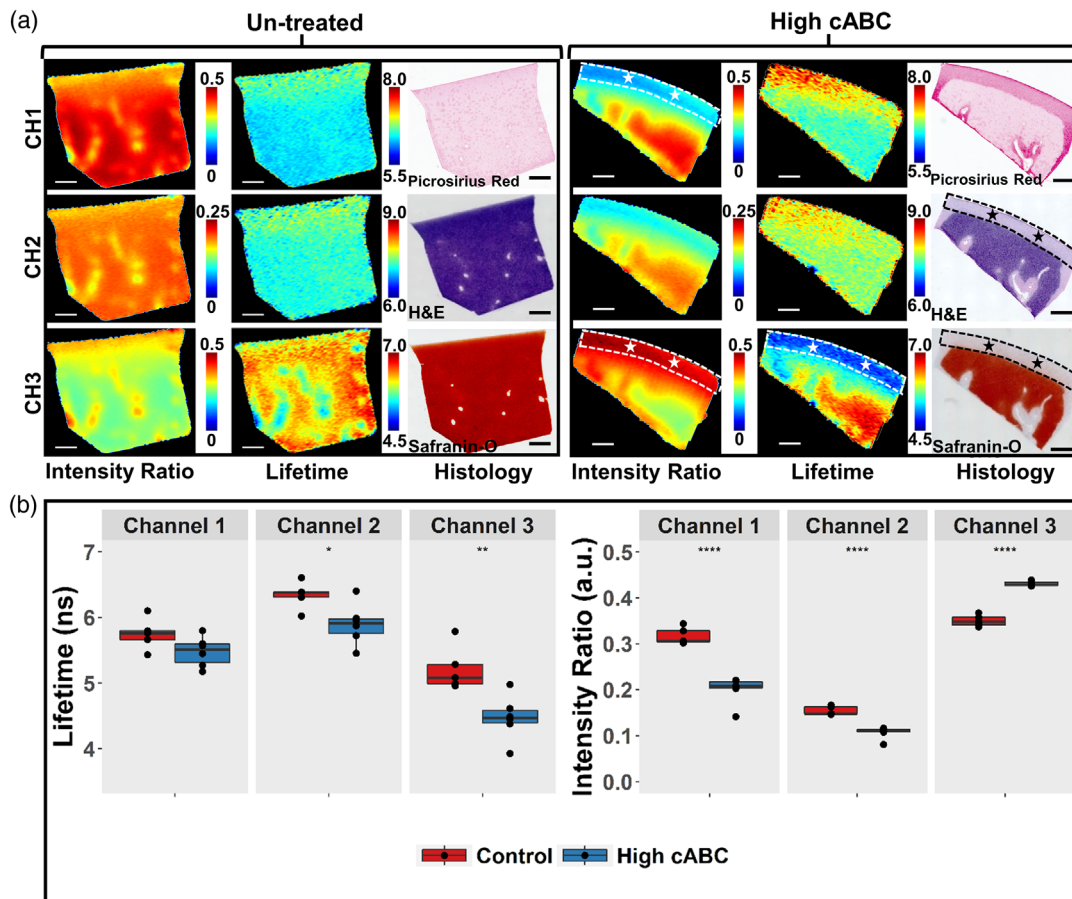 (a)
Un-treated
High cABC
CH1
0.5
0
8.0
5.5
Picrosirius Red
0.5
0
8.0
5.5
Picrosirius Red
CH2
0.25
0
9.0
6.0
H&E
0.25
0
9.0
6.0
H&E
CH3
0.5
0
7.0
4.5
Safranin-O
0.5
0
7.0
4.5
Safranin-O
Intensity Ratio Lifetime Histology
Intensity Ratio Lifetime Histology
(b)
Channel 1 Channel 2 Channel 3
* **
Lifetime (ns)
7
6
5
4
Channel 1 Channel 2 Channel 3
**** **** ****
Intensity Ratio (a.u.)
0.5
0.4
0.3
0.2
0.1
0.0
Control High cABC